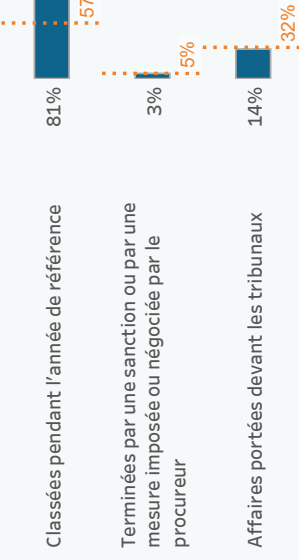 Classées pendant l'année de référence
81%
57
Terminées par une sanction ou par une
mesure imposée ou négociée par le
procureur
3%
5%
Affaires portées devant les tribunaux
14%
32%